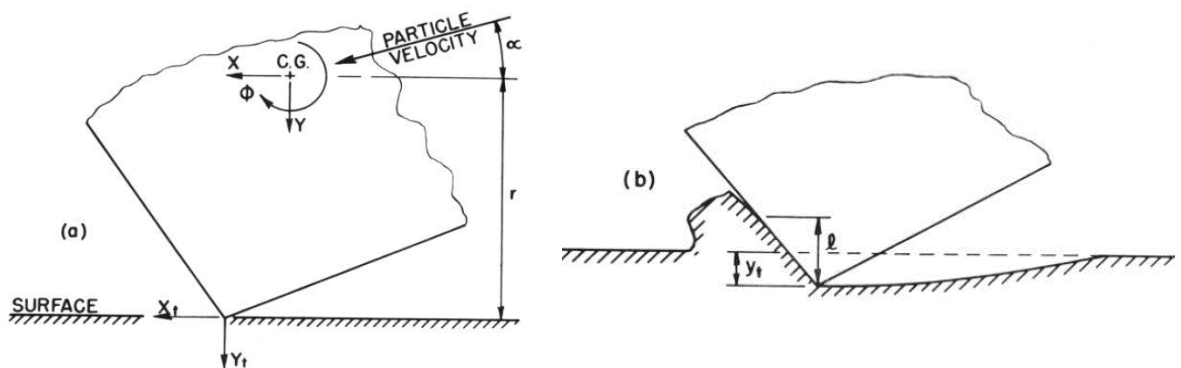 PARTICLE
VELOCITY
∝
C.G.
X
+
Φ
Y
r
(a)
SURFACE
Xₜ
Yₜ
(b)
ℓ
yₜ